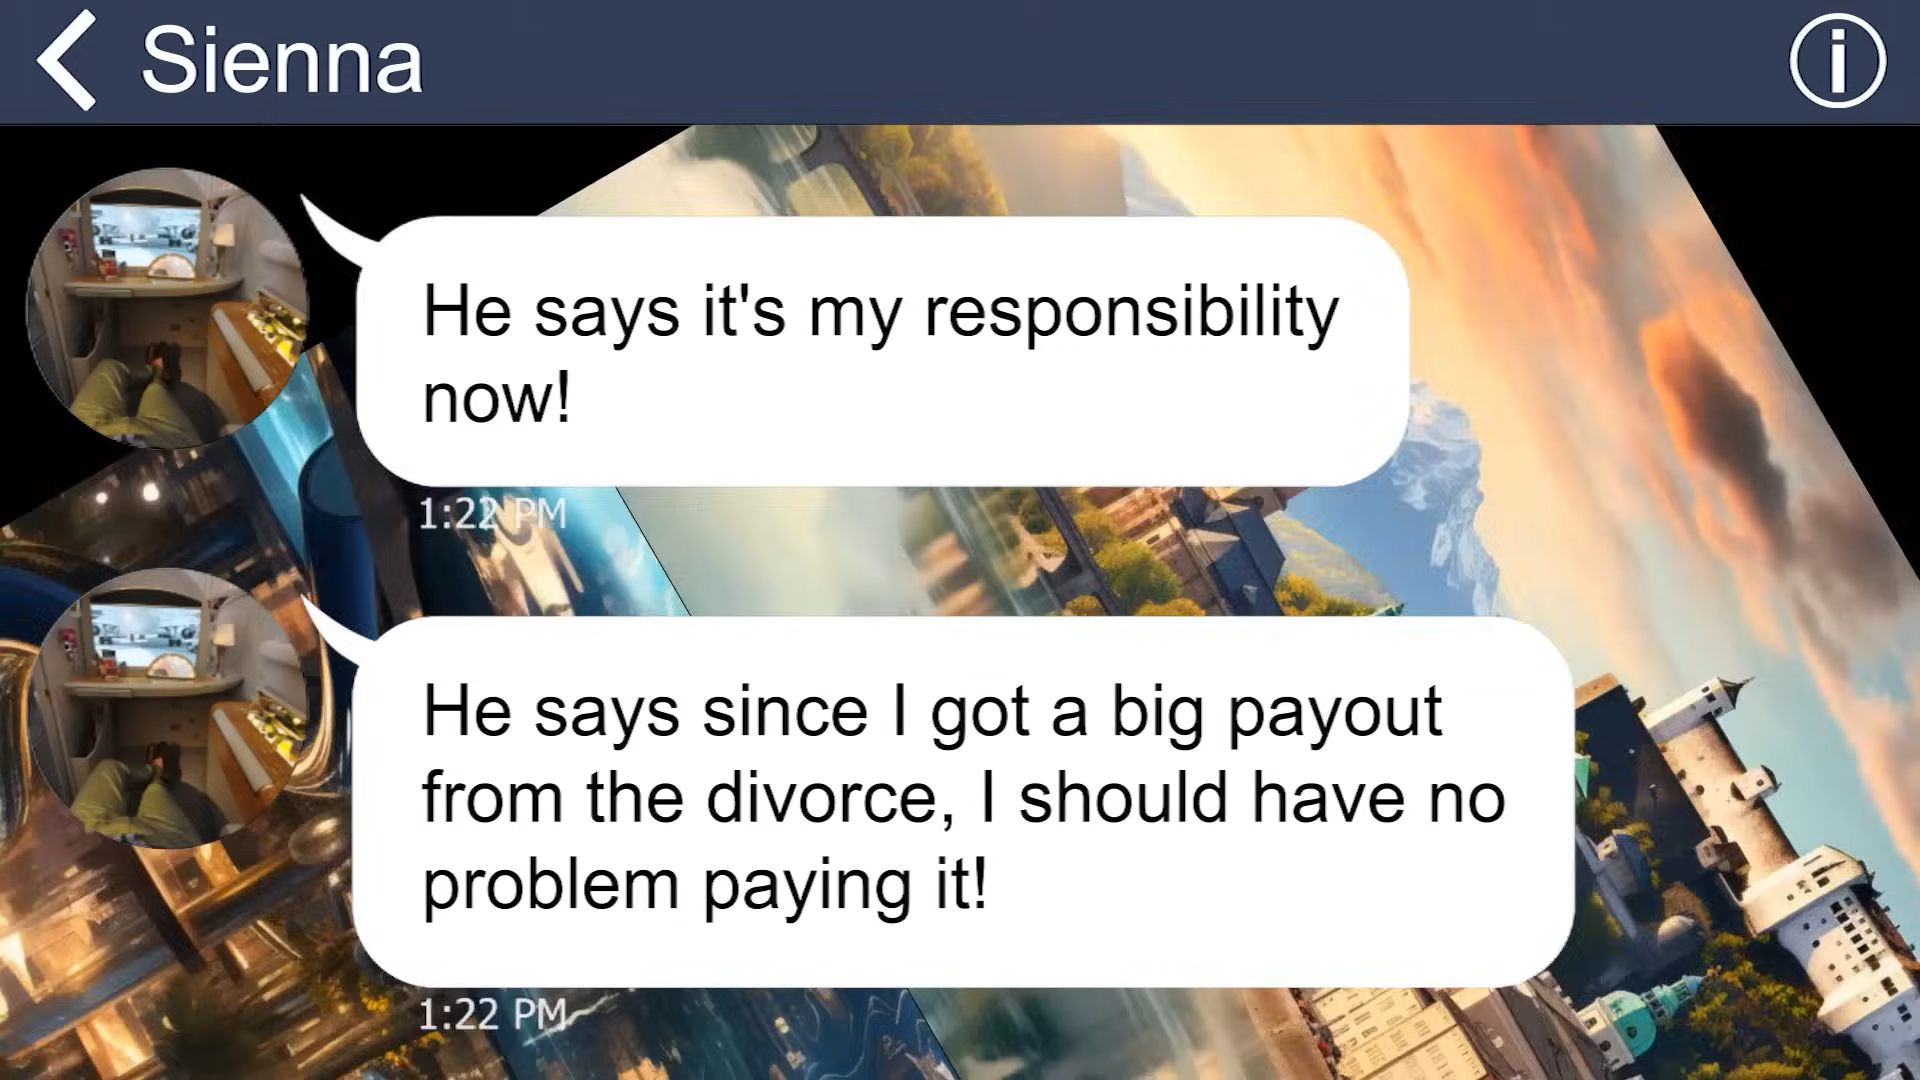 Sienna
He says it's my responsibility
now!
1:22 PM
He says since I got a big payout
from the divorce, I should have no
problem paying it!
1:22 PM